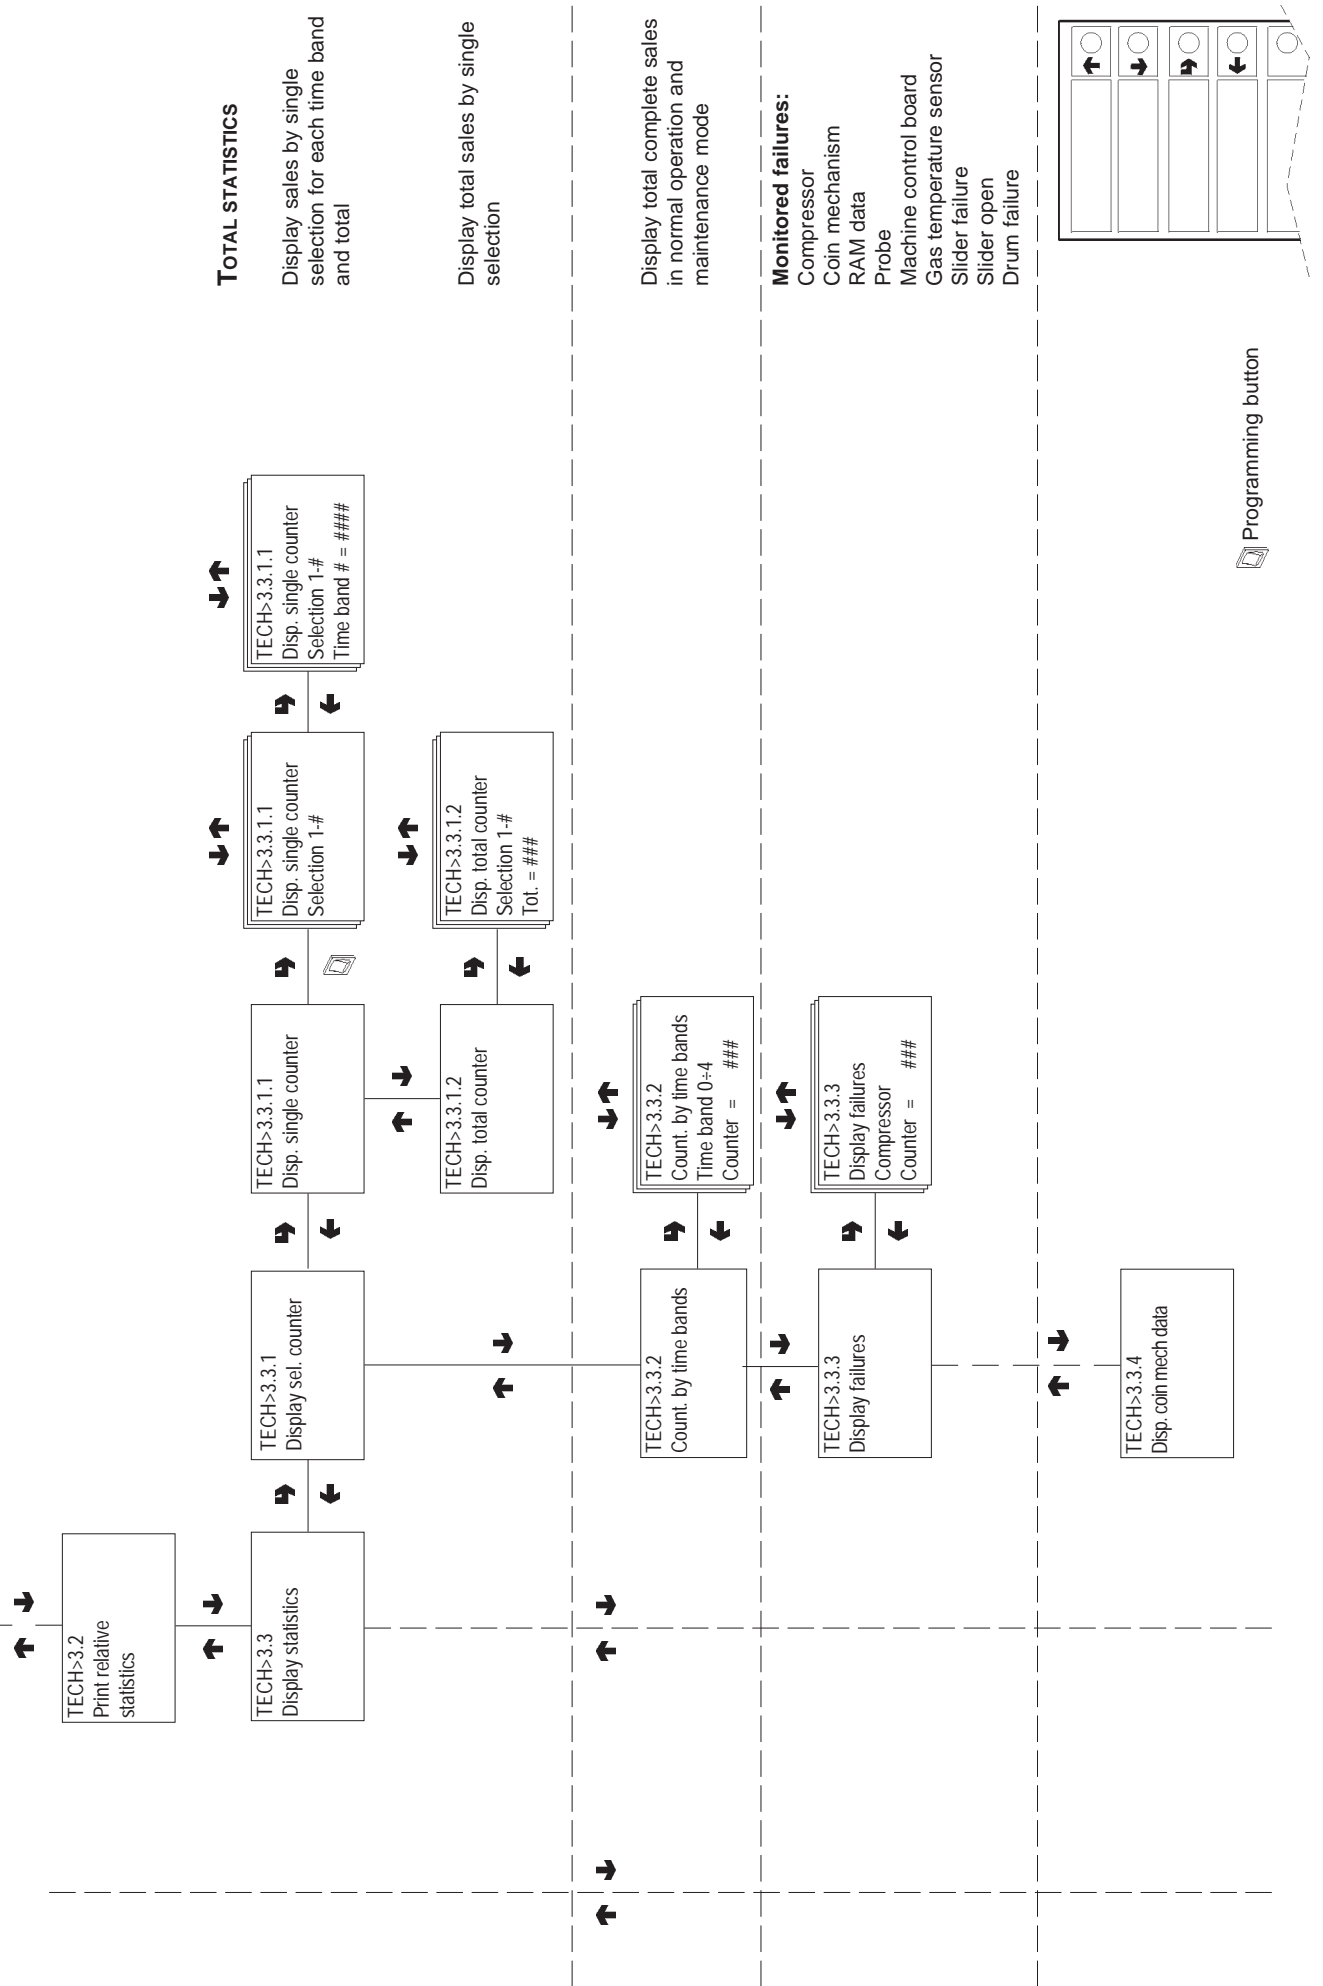 TECH>3.2
Print relative
statistics
TECH>3.3
Display statistics
TECH>3.3.1
Display sel. counter
TECH>3.3.1.1
Disp. single counter
TECH>3.3.1.1
Disp. single counter
Selection 1-#
TECH>3.3.1.1
Disp. single counter
Selection 1-#
Time band # = ####
TOTAL STATISTICS
Display sales by single
selection for each time band
and total
TECH>3.3.1.2
Disp. total counter
TECH>3.3.1.2
Disp. total counter
Selection 1-#
Tot. = ###
Display total sales by single
selection
TECH>3.3.2
Count. by time bands
TECH>3.3.2
Count. by time bands
Time band 0÷4
Counter = ###
Display total complete sales
in normal operation and
maintenance mode
TECH>3.3.3
Display failures
TECH>3.3.3
Display failures
Compressor
Counter = ###
Monitored failures:
Compressor
Coin mechanism
RAM data
Probe
Machine control board
Gas temperature sensor
Slider failure
Slider open
Drum failure
TECH>3.3.4
Disp. coin mech data
Programming button